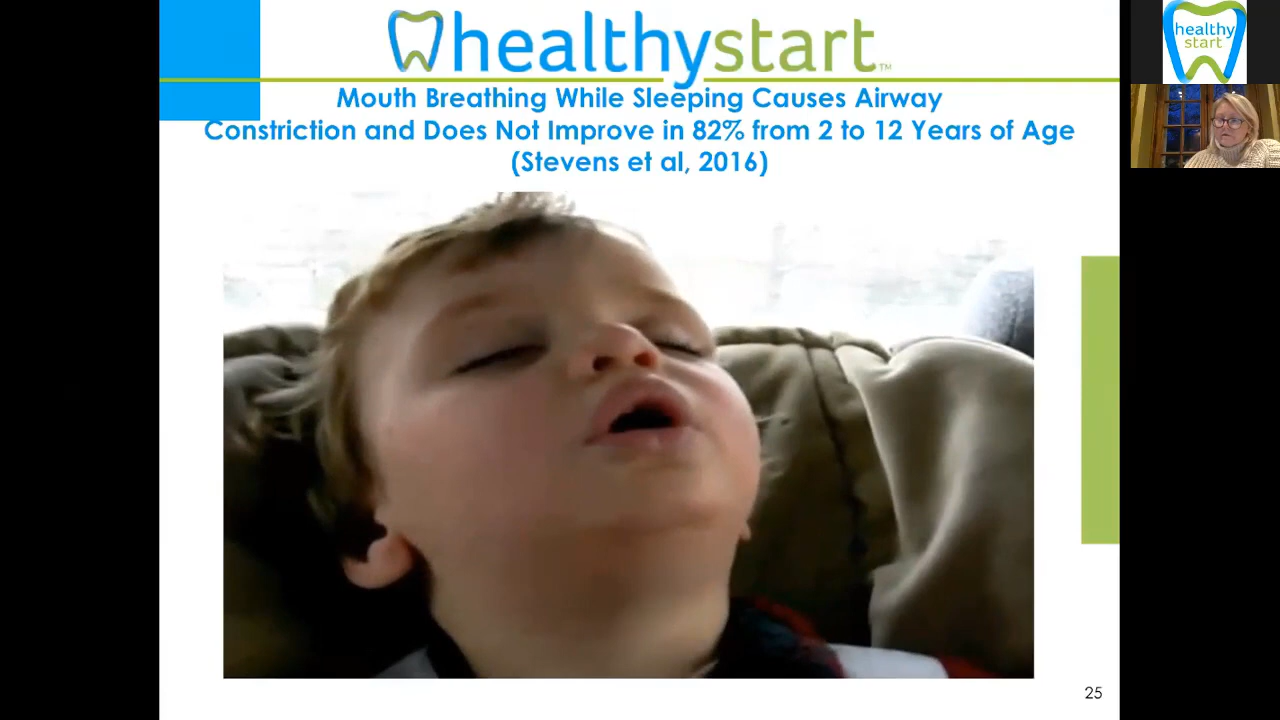 healthystart™
Mouth Breathing While Sleeping Causes Airway
Constriction and Does Not Improve in 82% from 2 to 12 Years of Age
(Stevens et al, 2016)
25
healthy
start